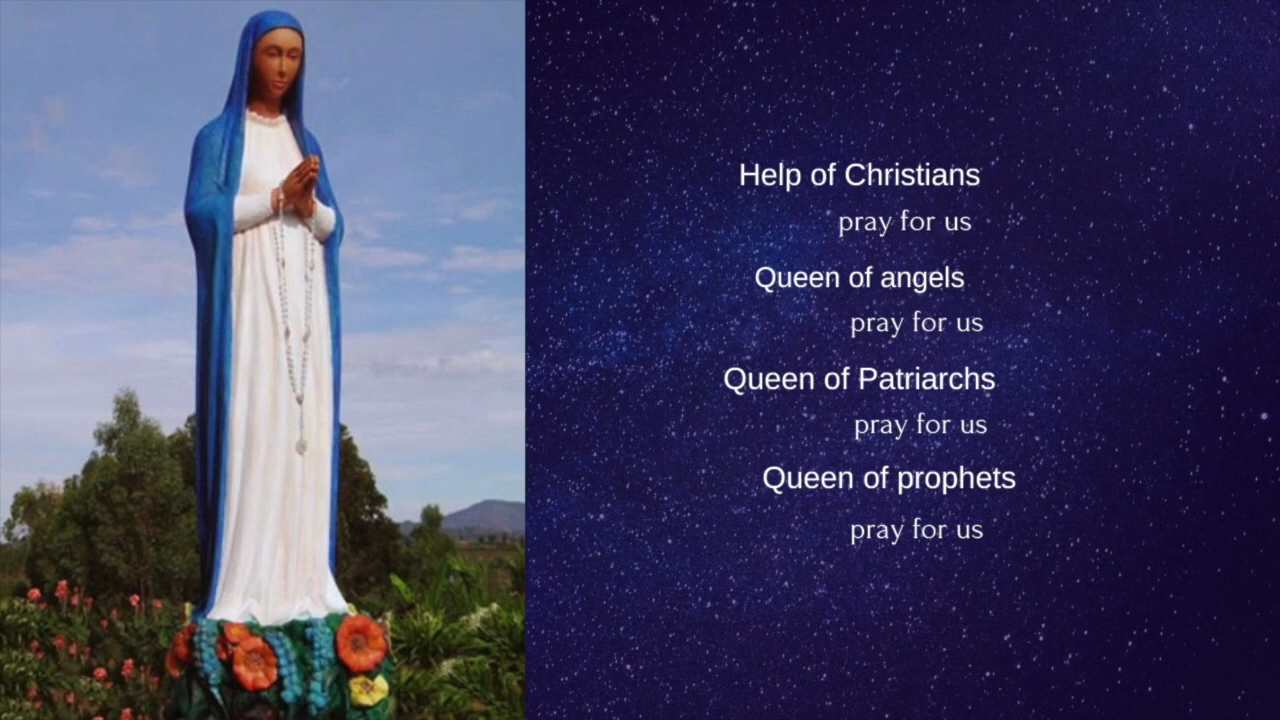 Help of Christians
pray for us
Queen of angels
pray for us
Queen of Patriarchs
pray for us
Queen of prophets
pray for us